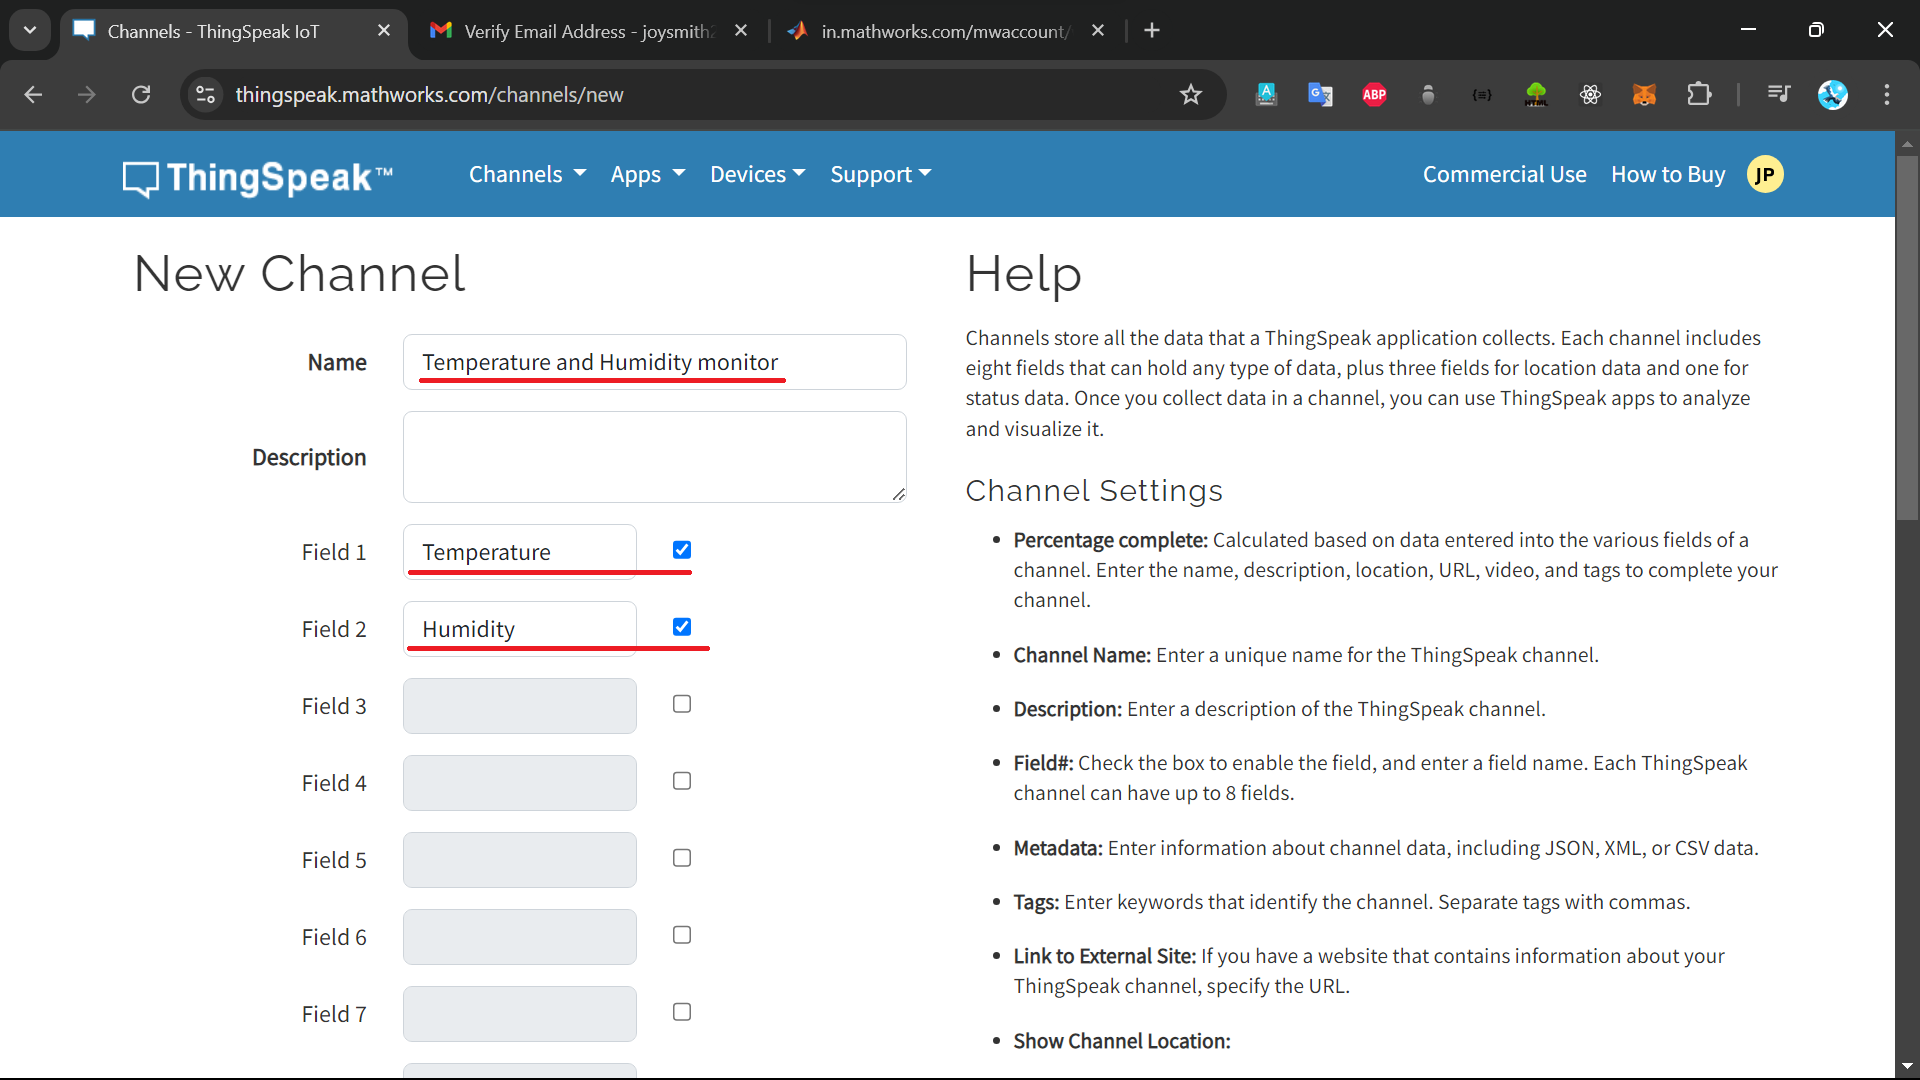 Channels - ThingSpeak IoT
Verify Email Address - joysmith
in.mathworks.com/mwaccount/
thingspeak.mathworks.com/channels/new
ABP
HTML
ThingSpeak™
Channels
Apps
Devices
Support
Commercial Use
How to Buy
JP
New Channel
Name
Temperature and Humidity monitor
Description
Field 1
Temperature
Field 2
Humidity
Field 3
Field 4
Field 5
Field 6
Field 7
Help
Channels store all the data that a ThingSpeak application collects. Each channel includes
eight fields that can hold any type of data, plus three fields for location data and one for
status data. Once you collect data in a channel, you can use ThingSpeak apps to analyze
and visualize it.
Channel Settings
• Percentage complete: Calculated based on data entered into the various fields of a
channel. Enter the name, description, location, URL, video, and tags to complete your
channel.
• Channel Name: Enter a unique name for the ThingSpeak channel.
• Description: Enter a description of the ThingSpeak channel.
• Field#: Check the box to enable the field, and enter a field name. Each ThingSpeak
channel can have up to 8 fields.
• Metadata: Enter information about channel data, including JSON, XML, or CSV data.
• Tags: Enter keywords that identify the channel. Separate tags with commas.
• Link to External Site: If you have a website that contains information about your
ThingSpeak channel, specify the URL.
• Show Channel Location: